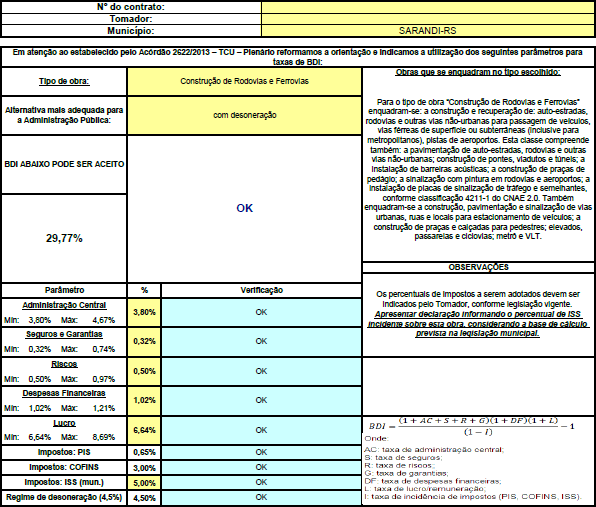 Nº do contrato:
Tomador:
Município: SARANDI-RS
Em atenção ao estabelecido pelo Acórdão 2622/2013 – TCU – Plenário reformamos a orientação e indicamos a utilização dos seguintes parâmetros para
taxas de BDI:
Tipo de obra: Construção de Rodovias e Ferrovias
Alternativa mais adequada para
a Administração Pública:
com desoneração
BDI ABAIXO PODE SER ACEITO
29,77%
OK
Obras que se enquadram no tipo escolhido:
Para o tipo de obra "Construção de Rodovias e Ferrovias"
enquadram-se: a construção e recuperação de: auto-estradas,
rodovias e outras vias não-urbanas para passagem de veículos,
vias férreas de superfície ou subterrâneas (inclusive para
metropolitanos), pistas de aeroportos. Esta classe compreende
também: a pavimentação de auto-estradas, rodovias e outras
vias não-urbanas; construção de pontes, viadutos e túneis; a
instalação de barreiras acústicas; a construção de praças de
pedágio; a sinalização com pintura em rodovias e aeroportos; a
instalação de placas de sinalização de tráfego e semelhantes,
conforme classificação 4211-1 do CNAE 2.0. Também
enquadram-se a construção, pavimentação e sinalização de vias
urbanas, ruas e locais para estacionamento de veículos; a
construção de praças e calçadas para pedestres; elevados,
passarelas e ciclovias; metrô e VLT.
OBSERVAÇÕES
Os percentuais de impostos a serem adotados devem ser
indicados pelo Tomador, conforme legislação vigente.
Apresentar declaração informando o percentual de ISS
incidente sobre esta obra, considerando a base de cálculo
prevista na legislação municipal.
Parâmetro % Verificação
Administração Central
Mín: 3,80% Máx: 4,67%
3,80% OK
Seguros e Garantias
Mín: 0,32% Máx: 0,74%
0,32% OK
Riscos
Mín: 0,50% Máx: 0,97%
0,50% OK
Despesas Financeiras
Mín: 1,02% Máx: 1,21%
1,02% OK
Lucro
Mín: 6,64% Máx: 8,69%
6,64% OK
Impostos: PIS 0,65% OK
Impostos: COFINS 3,00% OK
Impostos: ISS (mun.) 5,00% OK
Regime de desoneração (4,5%) 4,50% OK
BDI = (1 + AC + S + R + G)(1 + DF)(1 + L) / (1 − I) − 1
Onde:
AC: taxa de administração central;
S: taxa de seguros;
R: taxa de riscos;
G: taxa de garantias;
DF: taxa de despesas financeiras;
L: taxa de lucro/remuneração;
I: taxa de incidência de impostos (PIS, COFINS, ISS).